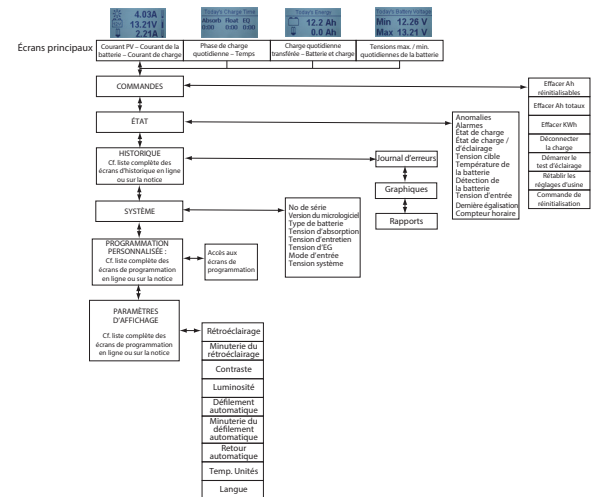 4.03A
13.21V
2.21A
Today's Charge Time
Absorb Float EQ
0:00 0:00 0:00
Today's Energy
12.2 Ah
0.0 Ah
Today's Battery Voltage
Min 12.26 V
Max 13.21 V
Écrans principaux
Courant PV – Courant de la
batterie – Courant de charge
Phase de charge
quotidienne – Temps
Charge quotidienne
transférée – Batterie et charge
Tensions max. / min.
quotidiennes de la batterie
COMMANDES
Effacer Ah
réinitialisables
Effacer Ah totaux
Effacer KWh
Déconnecter
la charge
Démarrer le
test d'éclairage
Rétablir les
réglages d'usine
Commande de
réinitialisation
ÉTAT
Anomalies
Alarmes
État de charge
État de charge /
d'éclairage
Tension cible
Température de
la batterie
Détection de
la batterie
Tension d'entrée
Dernière égalisation
Compteur horaire
HISTORIQUE
Cf. liste complète des
écrans d'historique en ligne
ou sur la notice
Journal d'erreurs
Graphiques
Rapports
SYSTÈME
No de série
Version du micrologiciel
Type de batterie
Tension d'absorption
Tension d'entretien
Tension d'EG
Mode d'entrée
Tension système
PROGRAMMATION
PERSONNALISÉE :
Cf. liste complète des
écrans de programmation
en ligne ou sur la notice
Accès aux
écrans de
programmation
PARAMÈTRES
D'AFFICHAGE
Cf. liste complète des
écrans de programmation
en ligne ou sur la notice
Rétroéclairage
Minuterie du
rétroéclairage
Contraste
Luminosité
Défilement
automatique
Minuterie du
défilement
automatique
Retour
automatique
Temp. Unités
Langue